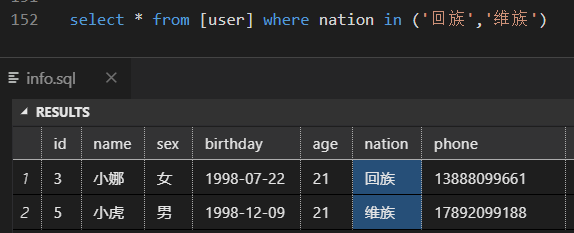 152 select * from [user] where nation in ('回族','维族')
info.sql ×
RESULTS
id name sex birthday age nation phone
1 3 小娜 女 1998-07-22 21 回族 13888099661
2 5 小虎 男 1998-12-09 21 维族 17892099188